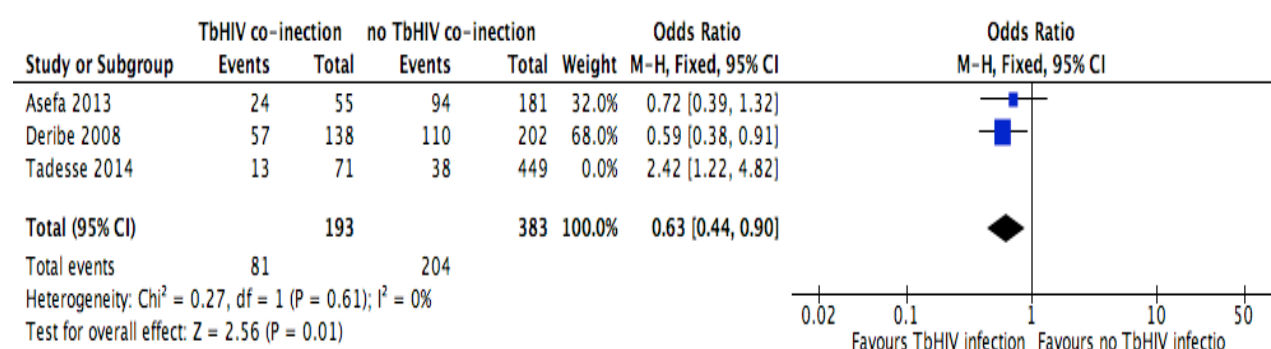 TbHIV co-inection no TbHIV co-inection Odds Ratio Odds Ratio
Study or Subgroup Events Total Events Total Weight M-H, Fixed, 95% CI M-H, Fixed, 95% CI
Asefa 2013 24 55 94 181 32.0% 0.72 [0.39, 1.32]
Deribe 2008 57 138 110 202 68.0% 0.59 [0.38, 0.91]
Tadesse 2014 13 71 38 449 0.0% 2.42 [1.22, 4.82]
Total (95% CI) 193 383 100.0% 0.63 [0.44, 0.90]
Total events 81 204
Heterogeneity: Chi² = 0.27, df = 1 (P = 0.61); I² = 0%
Test for overall effect: Z = 2.56 (P = 0.01)
0.02 0.1 1 10 50
Favours TbHIV infection Favours no TbHIV infectio